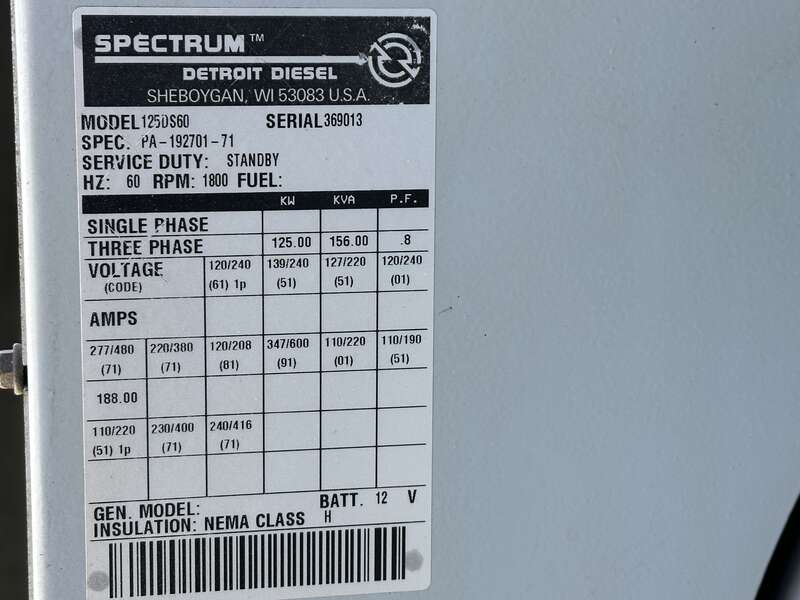 SPECTRUM™
DETROIT DIESEL
SHEBOYGAN, WI 53083 U.S.A.
MODEL 125DS60 SERIAL 369013
SPEC. PA-192701-71
SERVICE DUTY: STANDBY
HZ: 60 RPM: 1800 FUEL:
KW KVA P.F.
SINGLE PHASE
THREE PHASE 125.00 156.00 .8
VOLTAGE 120/240 139/240 127/220 120/240
(CODE) (61) 1p (51) (51) (01)
AMPS
277/480 220/380 120/208 347/600 110/220 110/190
(71) (71) (81) (91) (01) (51)
188.00
110/220 230/400 240/416
(51) 1p (71) (71)
GEN. MODEL: BATT. 12 V
INSULATION: NEMA CLASS H